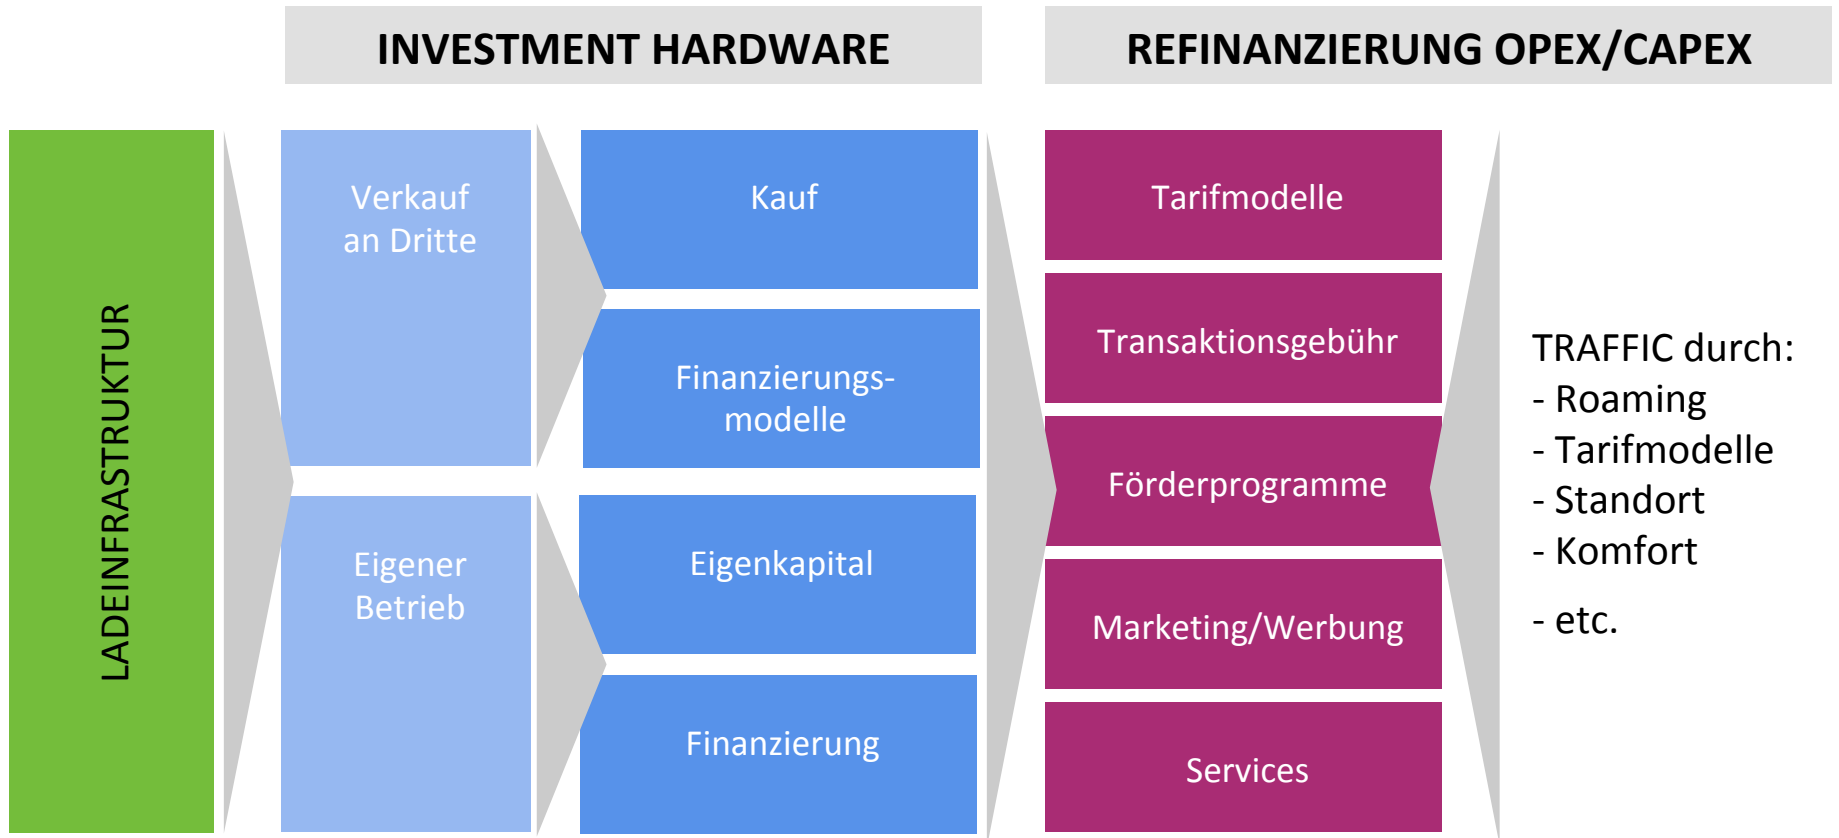 INVESTMENT HARDWARE
REFINANZIERUNG OPEX/CAPEX
LADEINFRASTRUKTUR
Verkauf
an Dritte
Eigener
Betrieb
Kauf
Finanzierungs-
modelle
Eigenkapital
Finanzierung
Tarifmodelle
Transaktionsgebühr
Förderprogramme
Marketing/Werbung
Services
TRAFFIC durch:
- Roaming
- Tarifmodelle
- Standort
- Komfort
- etc.